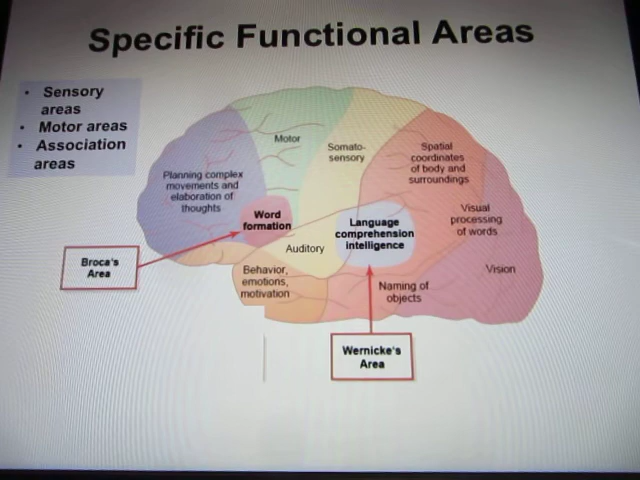 Specific Functional Areas
• Sensory
areas
• Motor areas
• Association
areas
Motor
Somato-
sensory
Spatial
coordinates
of body and
surroundings
Planning complex
movements and
elaboration of
thoughts
Word
formation
Language
comprehension
intelligence
Visual
processing
of words
Auditory
Broca's
Area
Behavior,
emotions,
motivation
Vision
Naming of
objects
Wernicke's
Area